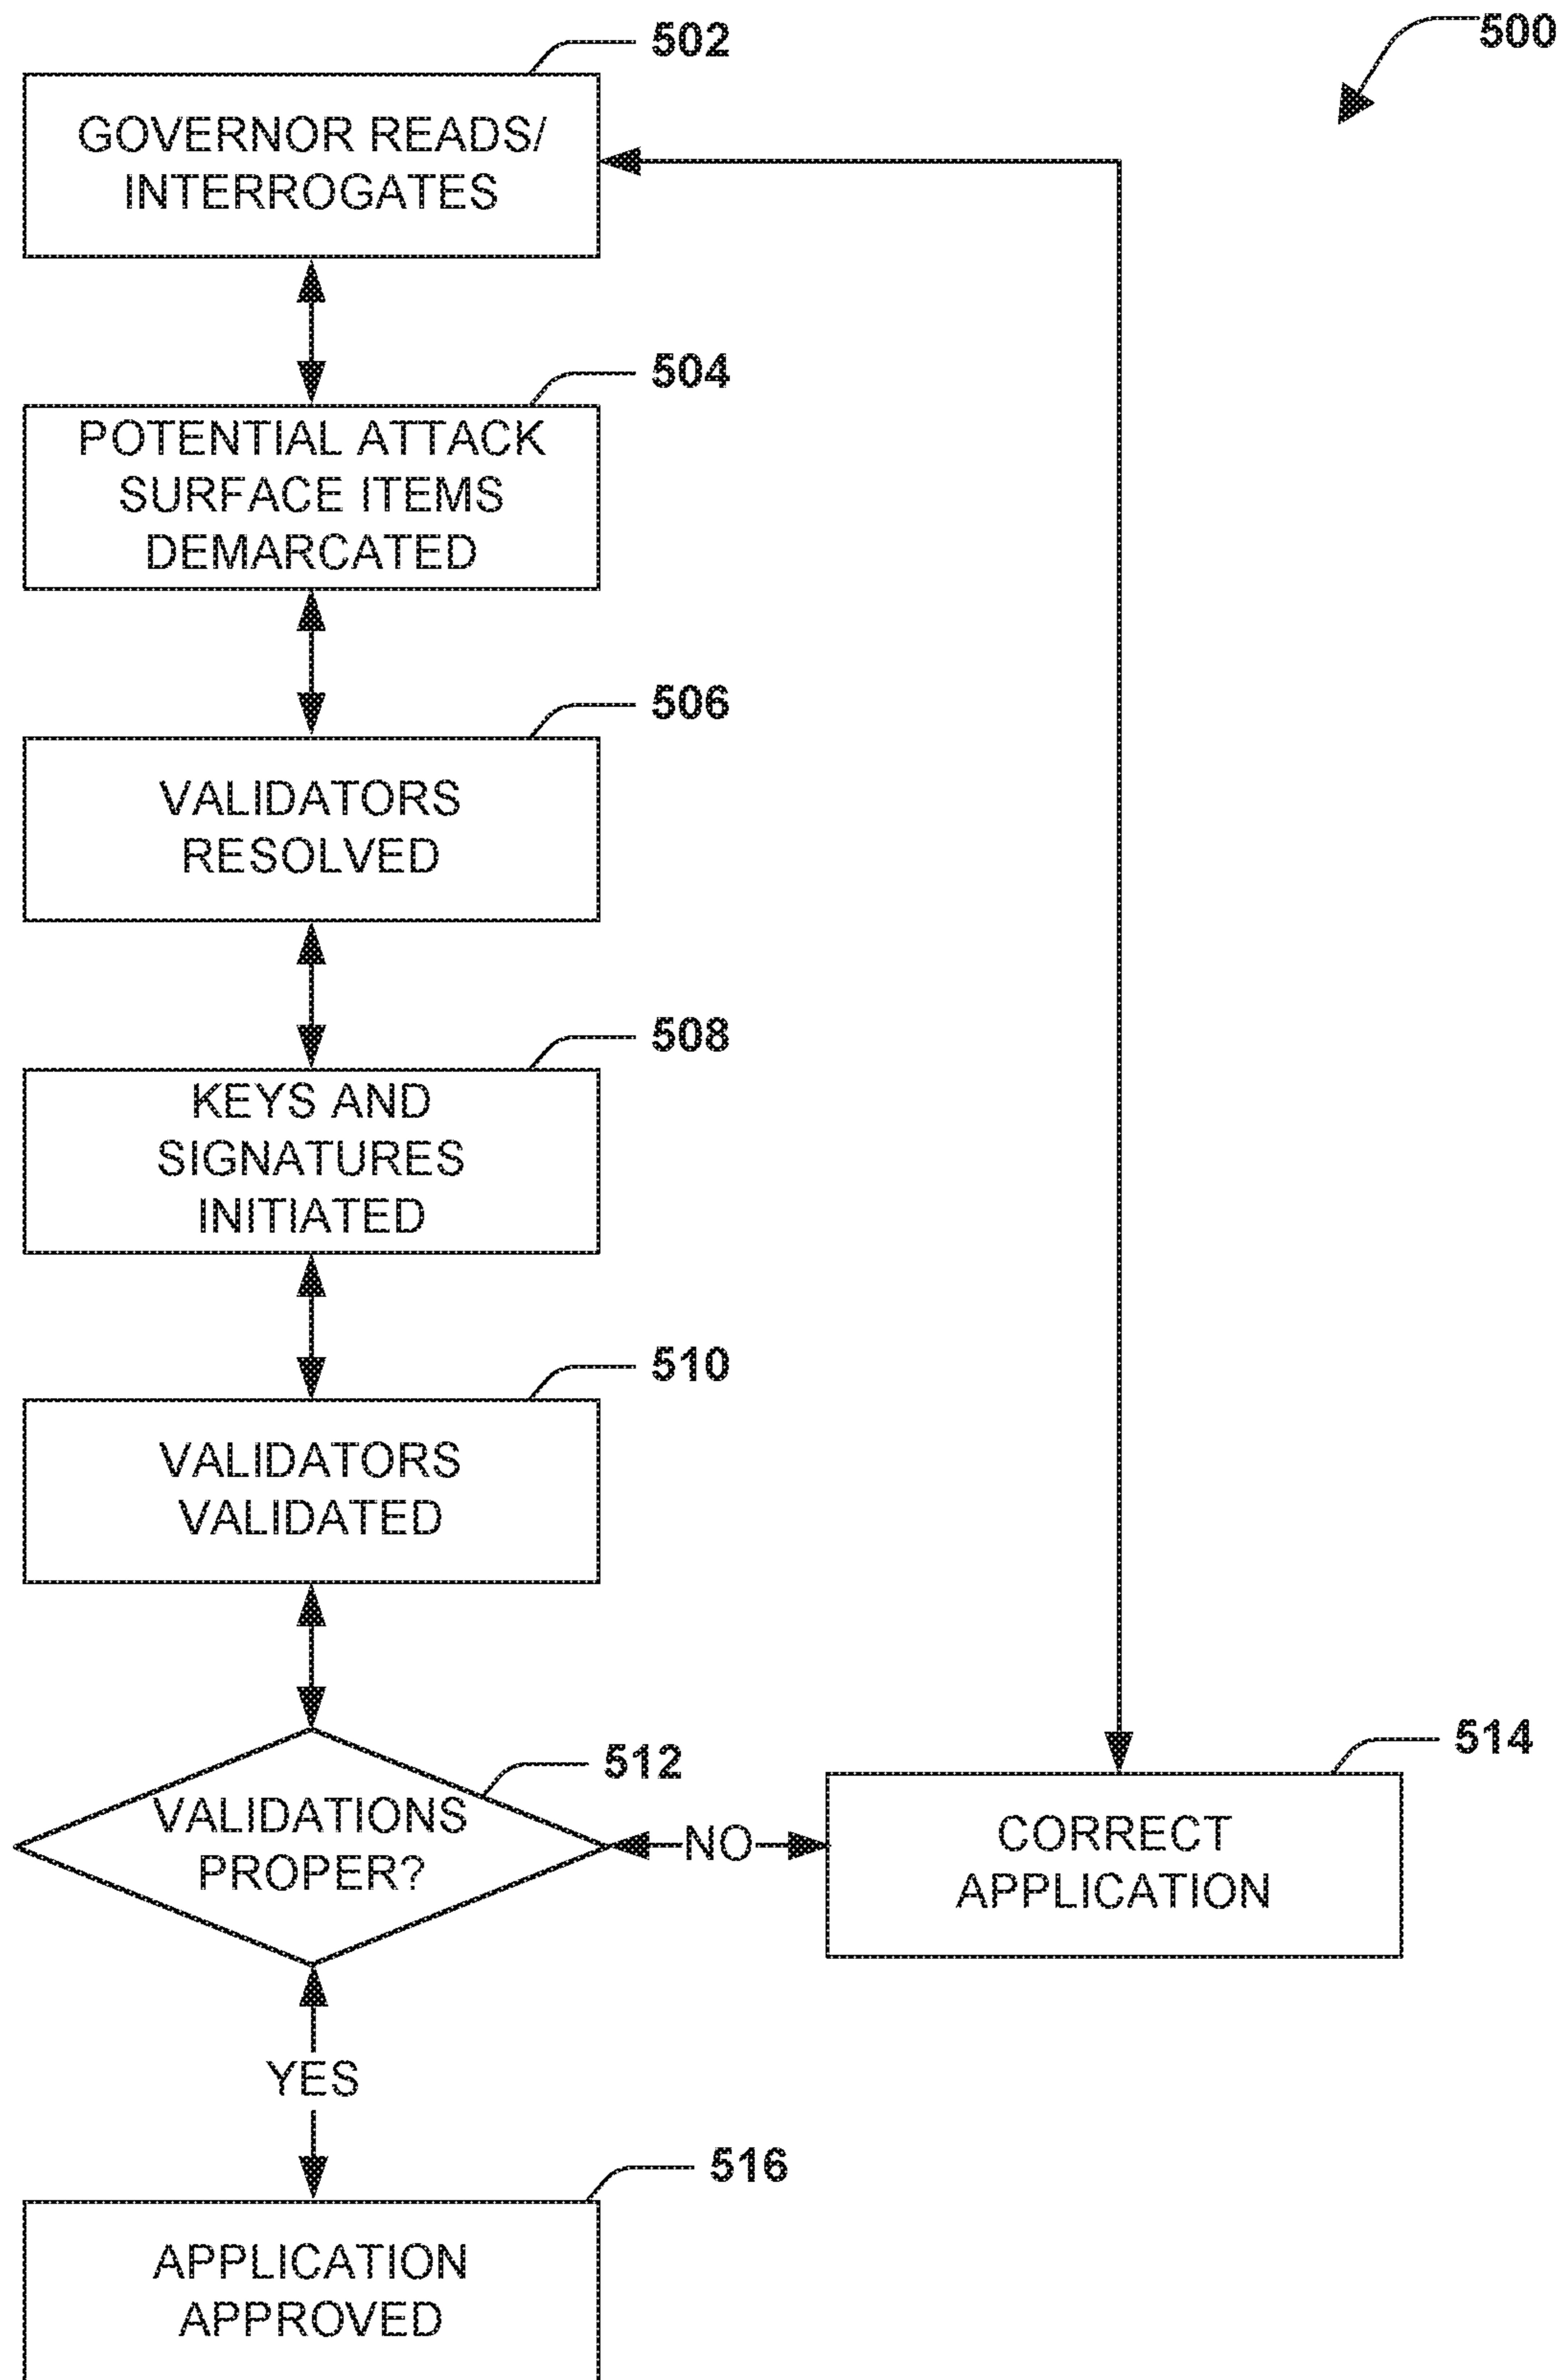 502
500
GOVERNOR READS/
INTERROGATES
504
POTENTIAL ATTACK
SURFACE ITEMS
DEMARCATED
506
VALIDATORS
RESOLVED
508
KEYS AND
SIGNATURES
INITIATED
510
VALIDATORS
VALIDATED
512
514
VALIDATIONS
PROPER?
NO
CORRECT
APPLICATION
YES
516
APPLICATION
APPROVED